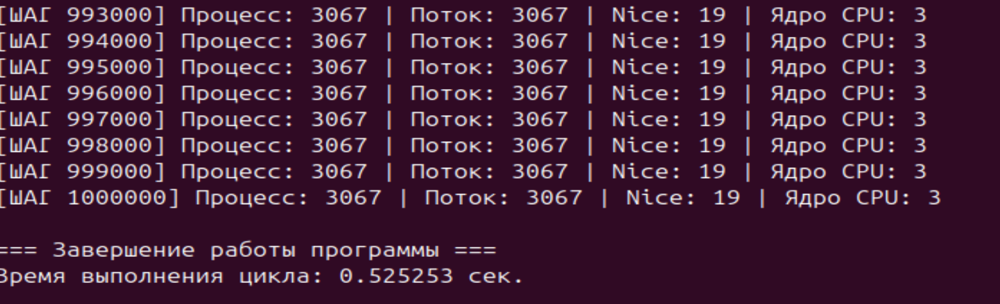 [ШАГ 993000] Процесс: 3067 | Поток: 3067 | Nice: 19 | Ядро CPU: 3
[ШАГ 994000] Процесс: 3067 | Поток: 3067 | Nice: 19 | Ядро CPU: 3
[ШАГ 995000] Процесс: 3067 | Поток: 3067 | Nice: 19 | Ядро CPU: 3
[ШАГ 996000] Процесс: 3067 | Поток: 3067 | Nice: 19 | Ядро CPU: 3
[ШАГ 997000] Процесс: 3067 | Поток: 3067 | Nice: 19 | Ядро CPU: 3
[ШАГ 998000] Процесс: 3067 | Поток: 3067 | Nice: 19 | Ядро CPU: 3
[ШАГ 999000] Процесс: 3067 | Поток: 3067 | Nice: 19 | Ядро CPU: 3
[ШАГ 1000000] Процесс: 3067 | Поток: 3067 | Nice: 19 | Ядро CPU: 3
=== Завершение работы программы ===
Время выполнения цикла: 0.525253 сек.